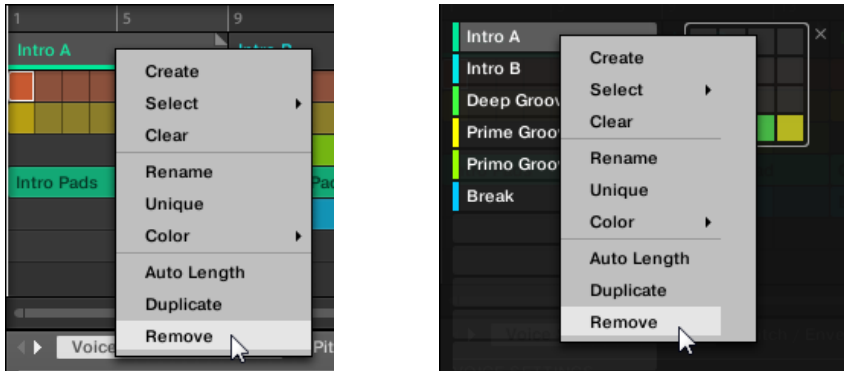 1 5 9
Intro A
Create
Select
Clear
Rename
Intro Pads
Unique
Color
Auto Length
Duplicate
Remove
Voice
Pit
Intro A
Intro B
Deep Groov
Prime Groo
Primo Groo
Break
Create
Select
Clear
Rename
Unique
Color
Auto Length
Duplicate
Remove